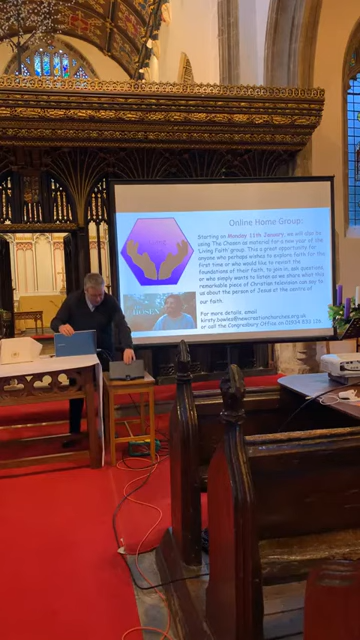 Online Home Group:
Starting on Monday 11th January, we will also be
using The Chosen as material for a new year of the
Living Faith group. This is a great opportunity for
anyone who perhaps wishes to explore faith for the
first time or who would like to revisit the
foundations of their faith, to join in, ask questions
or who simply wants to listen as we share what this
remarkable piece of Christian television can say to
us about the person of Jesus at the centre of
our faith.
For more details, email
or call the Congresbury Office on
CHOSEN